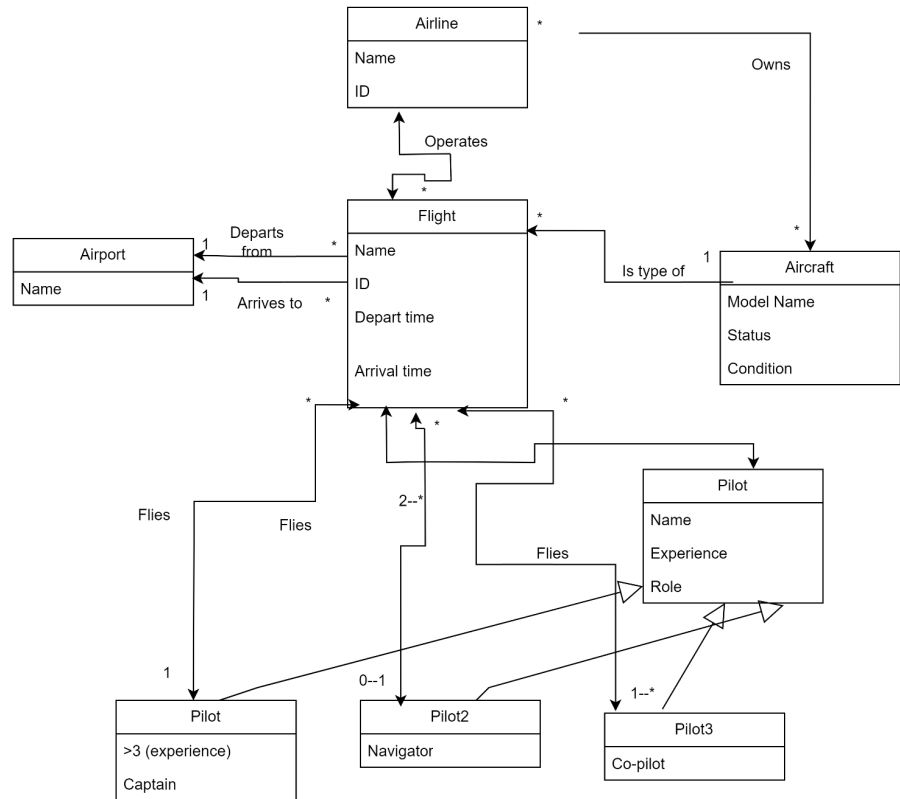 Airline
*
Name
ID
Owns
Operates
*
Flight
*
*
Departs
from
1
*
Airport
Name
1
Arrives to
*
Name
ID
Depart time
Arrival time
Is type of
1
Aircraft
Model Name
Status
Condition
*
*
*
2--*
Flies
Flies
Flies
Pilot
Name
Experience
Role
1
0--1
1--*
Pilot
>3 (experience)
Captain
Pilot2
Navigator
Pilot3
Co-pilot